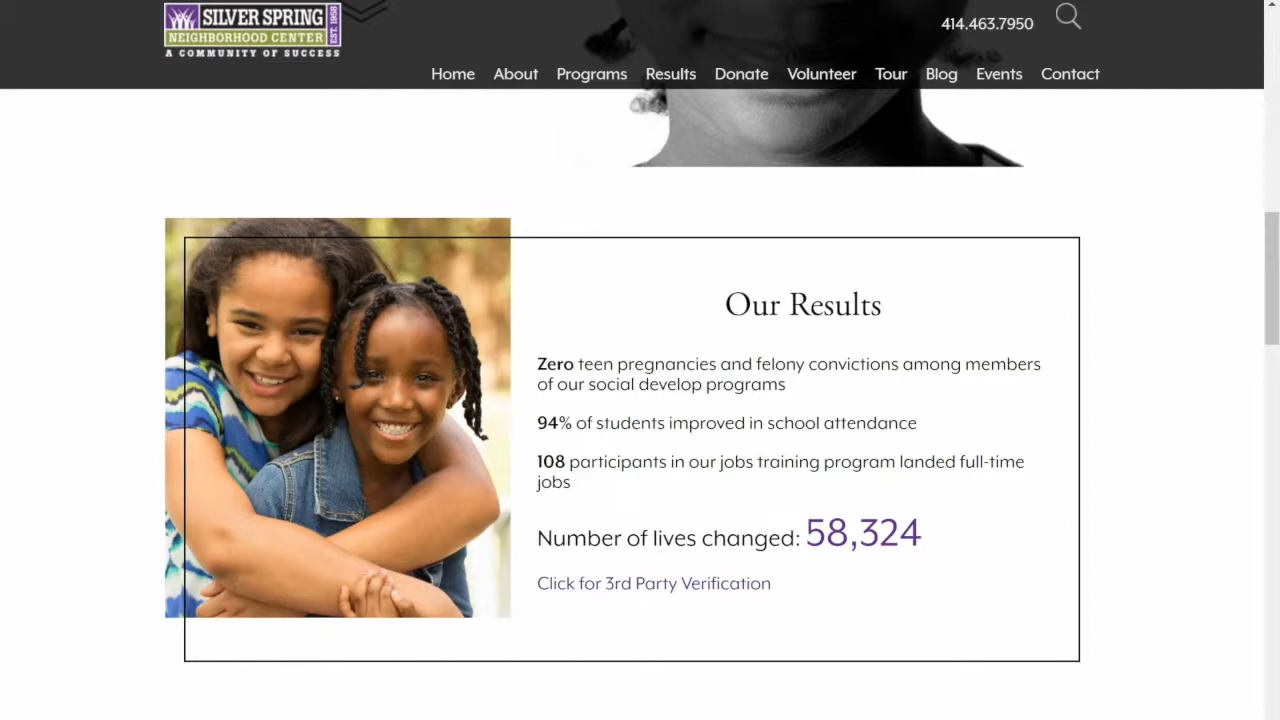 SILVER SPRING
NEIGHBORHOOD CENTER
EST. 1958
A COMMUNITY OF SUCCESS
414.463.7950
Home About Programs Results Donate Volunteer Tour Blog Events Contact
Our Results
Zero teen pregnancies and felony convictions among members
of our social develop programs
94% of students improved in school attendance
108 participants in our jobs training program landed full-time
jobs
Number of lives changed: 58,324
Click for 3rd Party Verification